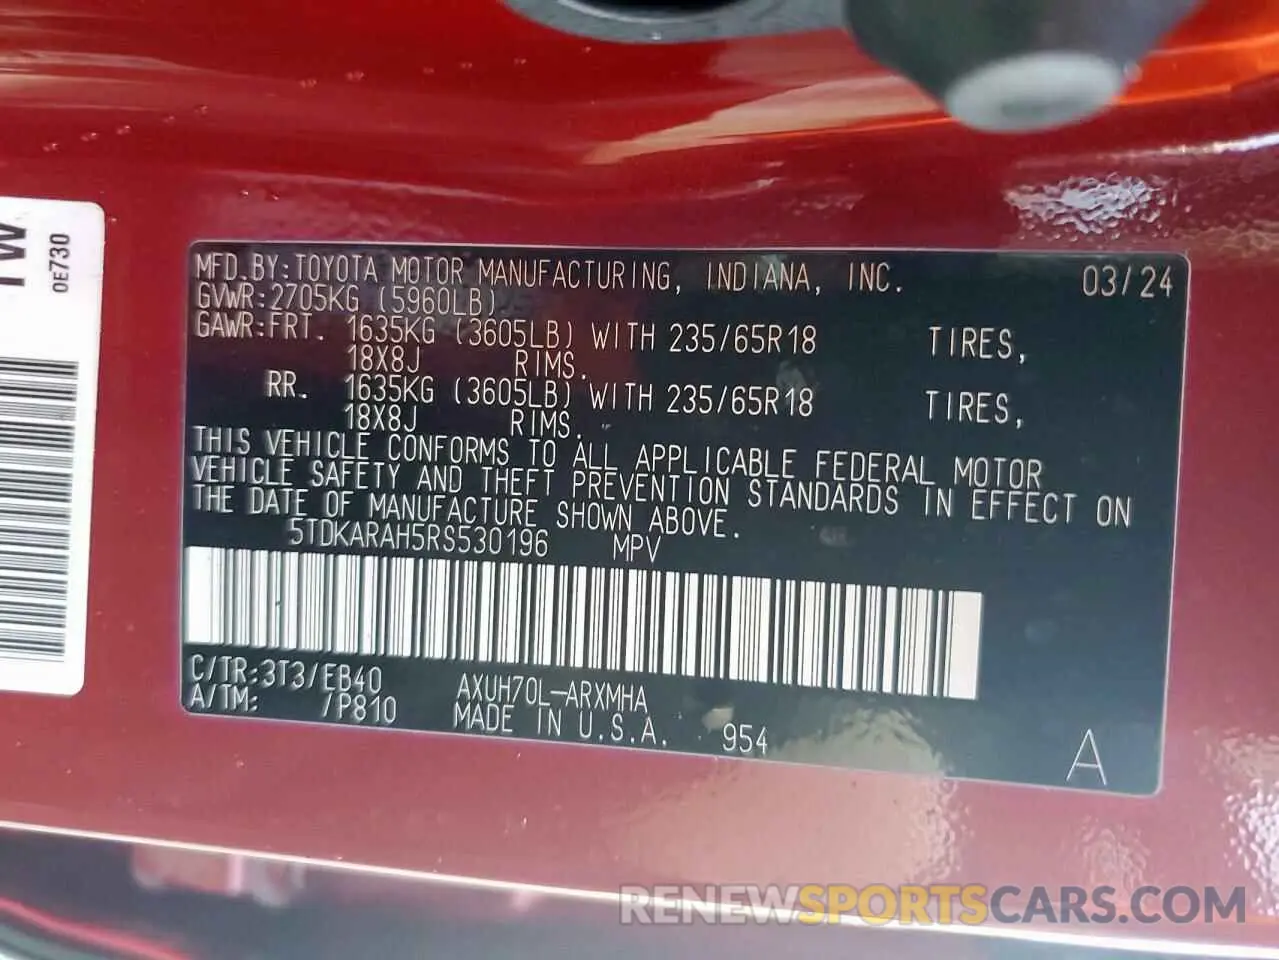 MFD.BY:TOYOTA MOTOR MANUFACTURING, INDIANA, INC. 03/24
GVWR:2705KG (5960LB)
GAWR:FRT. 1635KG (3605LB) WITH 235/65R18 TIRES,
18X8J RIMS.
RR. 1635KG (3605LB) WITH 235/65R18 TIRES,
18X8J RIMS.
THIS VEHICLE CONFORMS TO ALL APPLICABLE FEDERAL MOTOR
VEHICLE SAFETY AND THEFT PREVENTION STANDARDS IN EFFECT ON
THE DATE OF MANUFACTURE SHOWN ABOVE.
5TDKARAH5RS530196 MPV
C/TR:3T3/EB40 AXUH70L-ARXMHA
A/TM: /P810 MADE IN U.S.A. 954
A
0E730
RENEWSPORTSCARS.COM